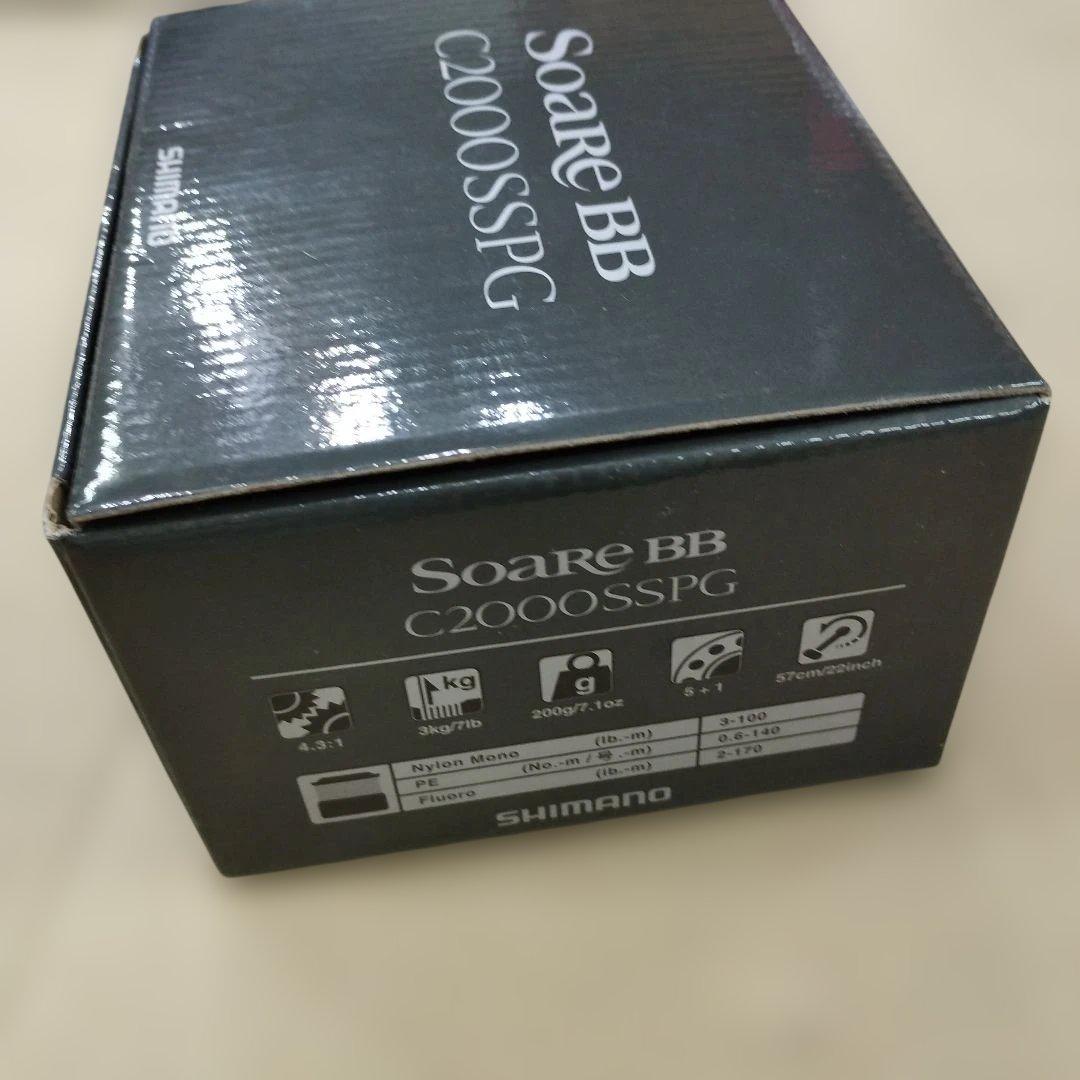 Soare BB
C2000SSPG
SHIMANO
Soare BB
C2000SSPG
4.3:1
kg
3kg/7lb
g
200g/7.1oz
5+1
57cm/22inch
Nylon Mono (lb.-m) 3-100
PE (No.-m / 号.-m) 0.6-140
Fluoro (lb.-m) 2-170
SHIMANO